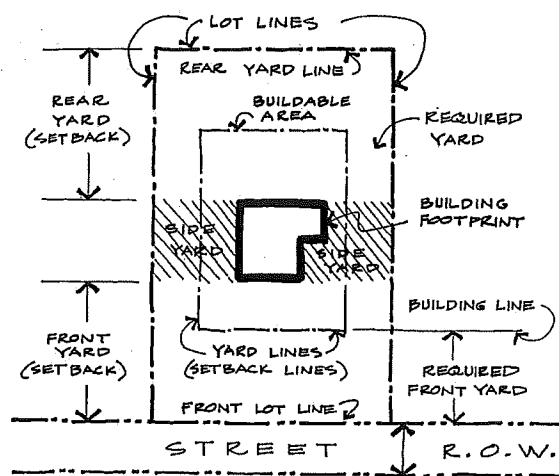 LOT LINES
REAR YARD LINE
REAR
YARD
(SETBACK)
BUILDABLE
AREA
REQUIRED
YARD
BUILDING
FOOTPRINT
SIDE
YARD
SIDE
YARD
BUILDING LINE
FRONT
YARD
(SETBACK)
YARD LINES
(SETBACK LINES)
REQUIRED
FRONT YARD
FRONT LOT LINE
STREET
R.O.W.